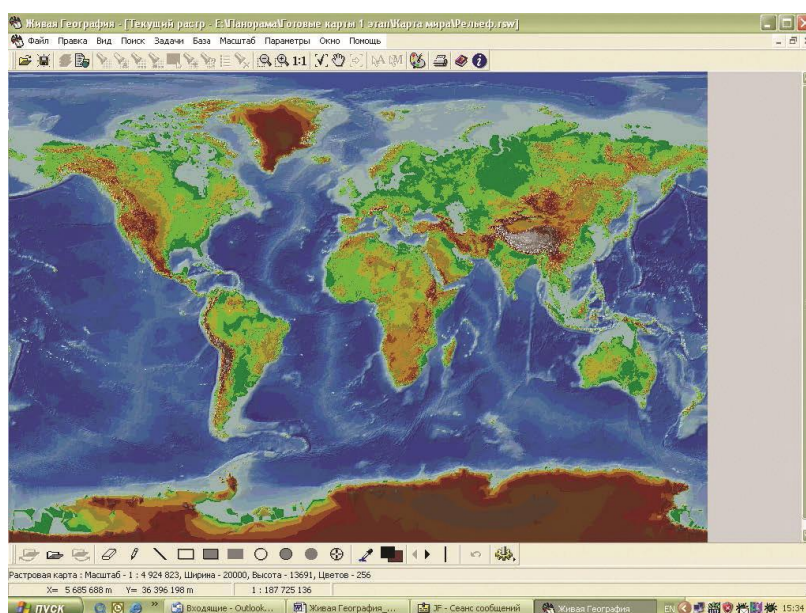 Живая География - [Текущий растр - E:\Панорама\Готовые карты 1 этап\Карта мира\Рельеф.rsw]
Файл Правка Вид Поиск Задачи База Масштаб Параметры Окно Помощь
1:1
Растровая карта : Масштаб - 1 : 4 924 823, Ширина - 20000, Высота - 13691, Цветов - 256
X= 5 685 688 m Y= 36 396 198 m 1 : 187 725 136
пуск Входящие - Outlook... Живая География_... JF - Сеанс сообщений Живая География EN 15:34